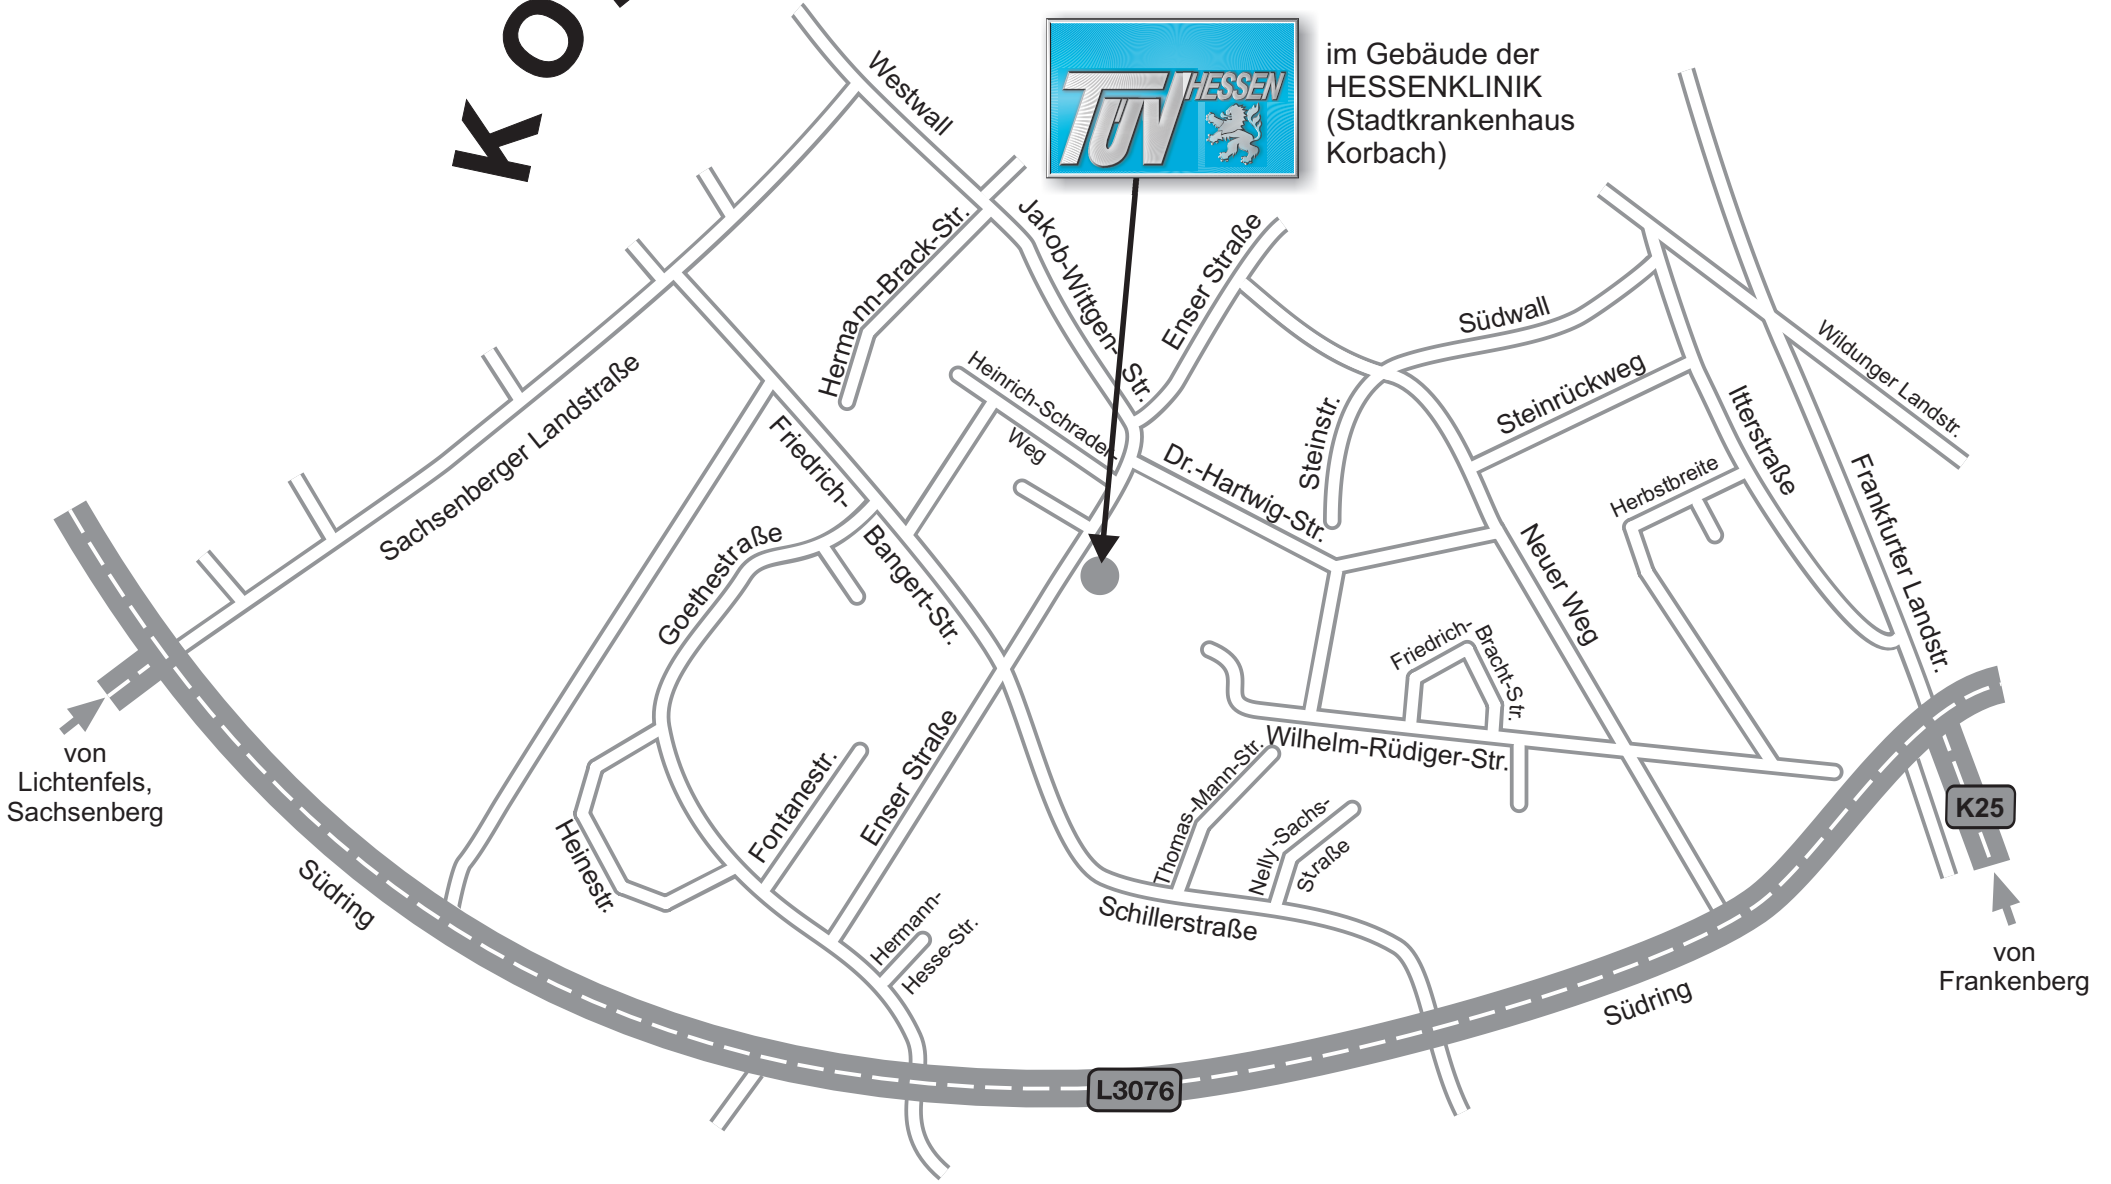 KO
TÜV HESSEN
im Gebäude der
HESSENKLINIK
(Stadtkrankenhaus
Korbach)
Westwall
Hermann-Brack-Str.
Jakob-Wittgen-
Str.
Enser Straße
Südwall
Wildunger Landstr.
Steinrückweg
Itterstraße
Heinrich-Schrader-
Weg
Steinstr.
Dr.-Hartwig-Str.
Herbstbreite
Frankfurter Landstr.
Sachsenberger Landstraße
Friedrich-
Bangert-Str.
Goethestraße
Neuer Weg
Friedrich-
Bracht-Str.
Wilhelm-Rüdiger-Str.
von
Lichtenfels,
Sachsenberg
Fontanestr.
Enser Straße
Thomas-Mann-Str.
Nelly-Sachs-
Straße
K25
Heinestr.
Südring
Hermann-
Hesse-Str.
Schillerstraße
von
Frankenberg
Südring
L3076